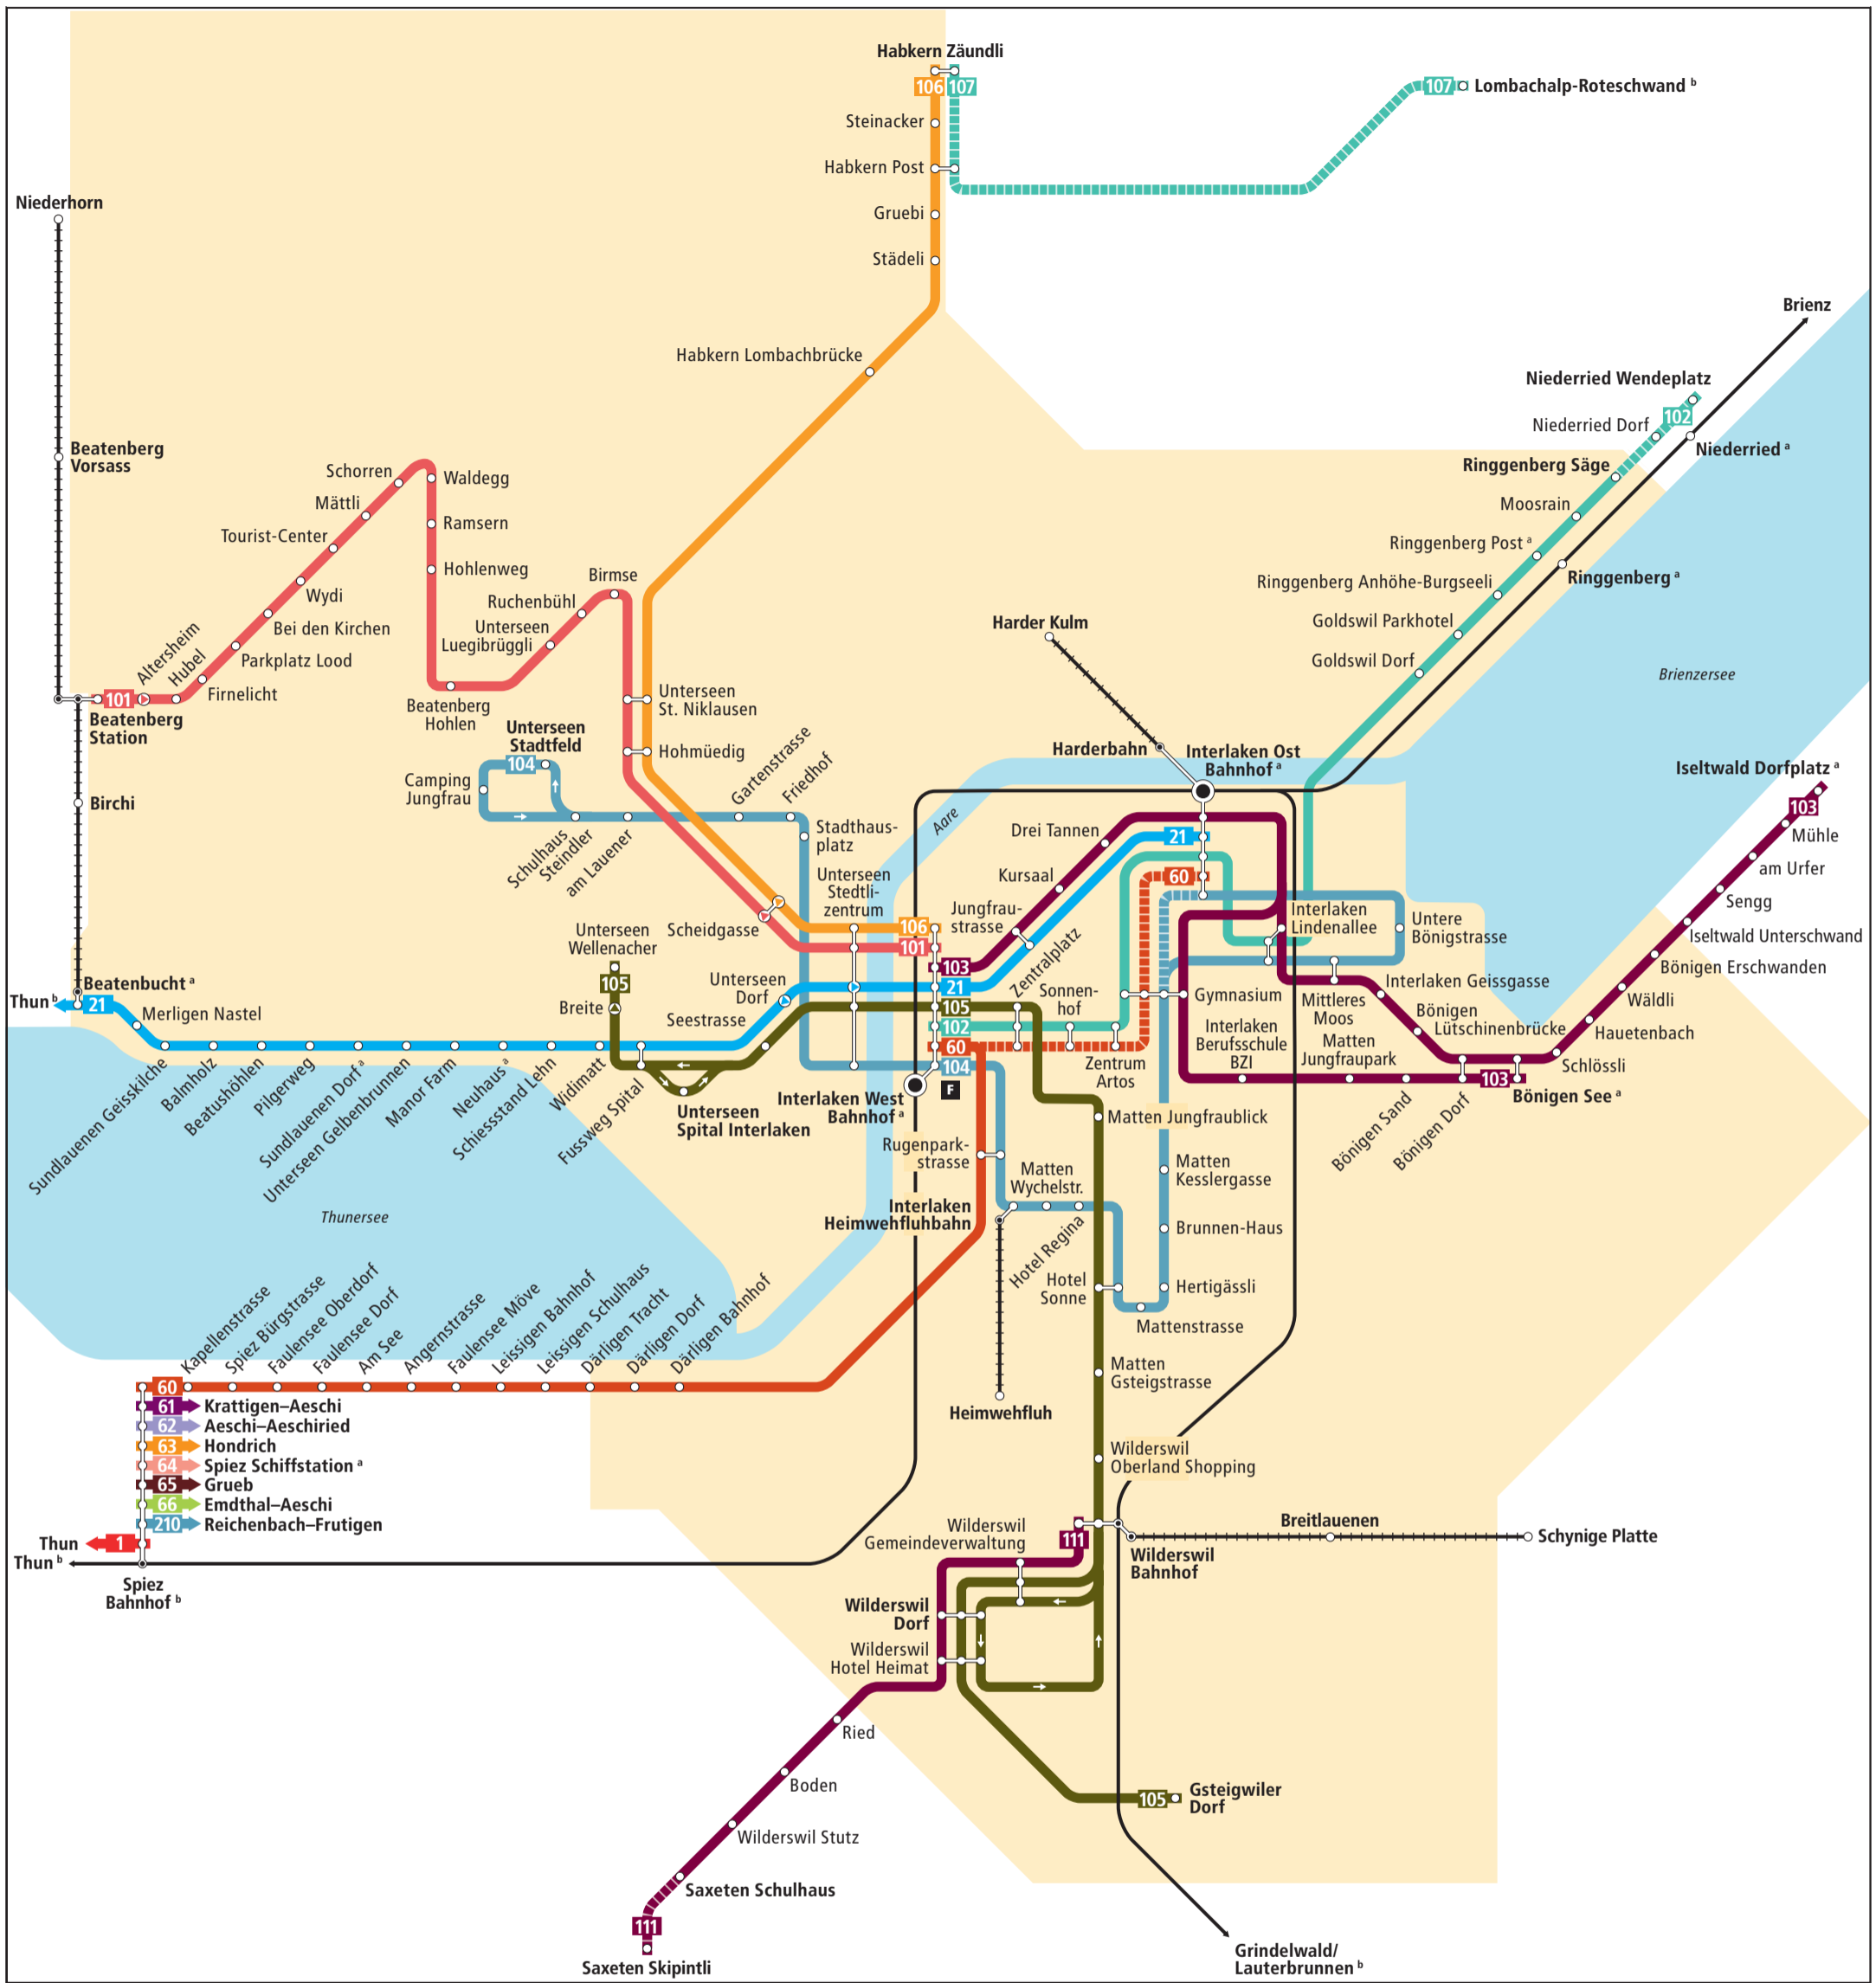 Habkern Zäundli
106
107
107
Lombachalp-Roteschwand b
Steinacker
Habkern Post
Gruebi
Städeli
Habkern Lombachbrücke
Niederhorn
Beatenberg
Vorsass
Brienz
Niederried Wendeplatz
102
Niederried Dorf
Niederried a
Ringgenberg Säge
Moosrain
Ringgenberg Post a
Ringgenberg a
Ringgenberg Anhöhe-Burgseeli
Goldswil Parkhotel
Goldswil Dorf
Brienzersee
Schorren
Waldegg
Mättli
Ramsern
Tourist-Center
Hohlenweg
Wydi
Bei den Kirchen
Parkplatz Lood
Firnelicht
Hubel
Altersheim
101
Beatenberg
Station
Birmse
Ruchenbühl
Unterseen
Luegibrüggli
Beatenberg
Hohlen
Unterseen
St. Niklausen
Hohmüedig
Harder Kulm
Harderbahn
Interlaken Ost
Bahnhof a
Unterseen
Stadtfeld
104
Camping
Jungfrau
Schulhaus
Steindler
am Lauener
Gartenstrasse
Friedhof
Stadthaus-
platz
Aare
Birchi
Beatenbucht a
Thun b
21
Merligen Nastel
Unterseen
Stedtli-
zentrum
Scheidgasse
Unterseen
Wellenacher
105
Breite
Unterseen
Dorf
Seestrasse
106
101
103
21
105
102
60
104
F
Drei Tannen
21
Kursaal
60
Jungfrau-
strasse
Zentralplatz
Sonnen-
hof
Zentrum
Artos
Gymnasium
Interlaken
Lindenallee
Untere
Bönigstrasse
Interlaken Geissgasse
Mittleres
Moos
Bönigen
Lütschinenbrücke
Interlaken
Berufsschule
BZI
Matten
Jungfraupark
103
Bönigen See a
Bönigen Sand
Bönigen Dorf
Iseltwald Dorfplatz a
103
Mühle
am Urfer
Sengg
Iseltwald Unterschwand
Bönigen Erschwanden
Wäldli
Hauetenbach
Schlössli
Sundlauenen Geisskilche
Balmholz
Beatushöhlen
Pilgerweg
Sundlauenen Dorf a
Unterseen Gelbenbrunnen
Manor Farm
Neuhaus a
Schiesstand Lehn
Widimatt
Fussweg Spital
Unterseen
Spital Interlaken
Interlaken West
Bahnhof a
Thunersee
Rugenpark-
strasse
Matten
Wychelstr.
Interlaken
Heimwehfluhbahn
Hotel Regina
Heimwehfluh
Matten Jungfraublick
Matten
Kesslergasse
Brunnen-Haus
Hertigässli
Hotel
Sonne
Mattenstrasse
Matten
Gsteigstrasse
Wilderswil
Oberland Shopping
Kapellenstrasse
Spiez Bürgstrasse
Faulensee Oberdorf
Faulensee Dorf
Am See
Angernstrasse
Faulensee Möve
Leissigen Bahnhof
Leissigen Schulhaus
Därligen Tracht
Därligen Dorf
Därligen Bahnhof
60
61
Krattigen–Aeschi
62
Aeschi–Aeschiried
63
Hondrich
64
Spiez Schiffstation a
65
Grueb
66
Emdthal–Aeschi
210
Reichenbach–Frutigen
Thun
1
Thun b
Spiez
Bahnhof b
Wilderswil
Gemeindeverwaltung
111
Wilderswil
Bahnhof
Breitlauenen
Schynige Platte
Wilderswil
Dorf
Wilderswil
Hotel Heimat
Ried
Boden
Wilderswil Stutz
Saxeten Schulhaus
111
Saxeten Skipintli
105
Gsteigwiler
Dorf
Grindelwald/
Lauterbrunnen b